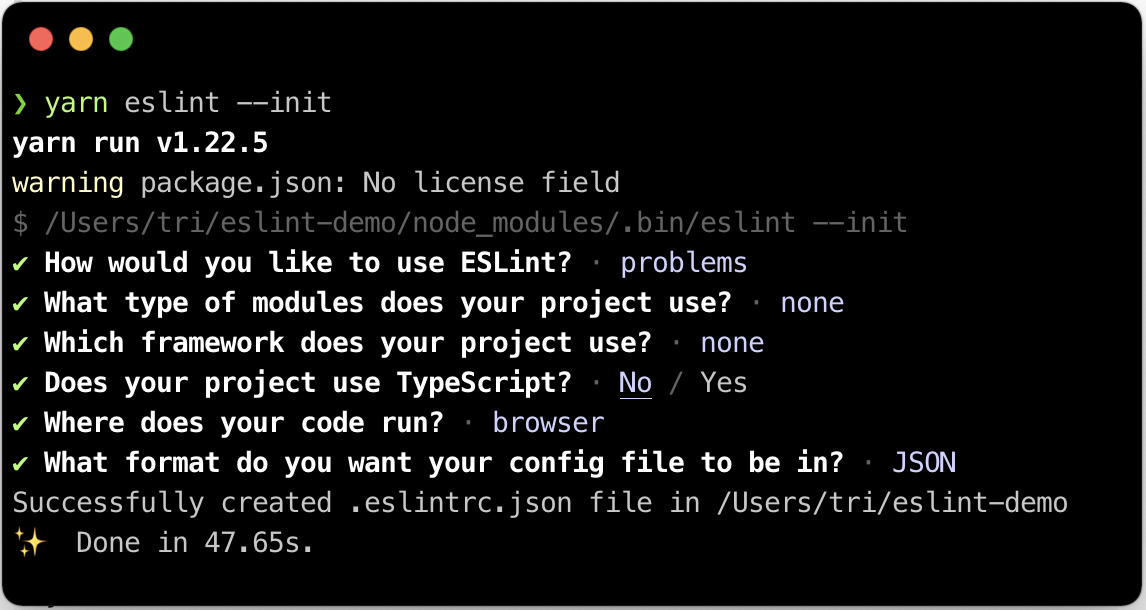 ❯ yarn eslint --init
yarn run v1.22.5
warning package.json: No license field
$ /Users/tri/eslint-demo/node_modules/.bin/eslint --init
✔ How would you like to use ESLint? · problems
✔ What type of modules does your project use? · none
✔ Which framework does your project use? · none
✔ Does your project use TypeScript? · No / Yes
✔ Where does your code run? · browser
✔ What format do you want your config file to be in? · JSON
Successfully created .eslintrc.json file in /Users/tri/eslint-demo
✨ Done in 47.65s.